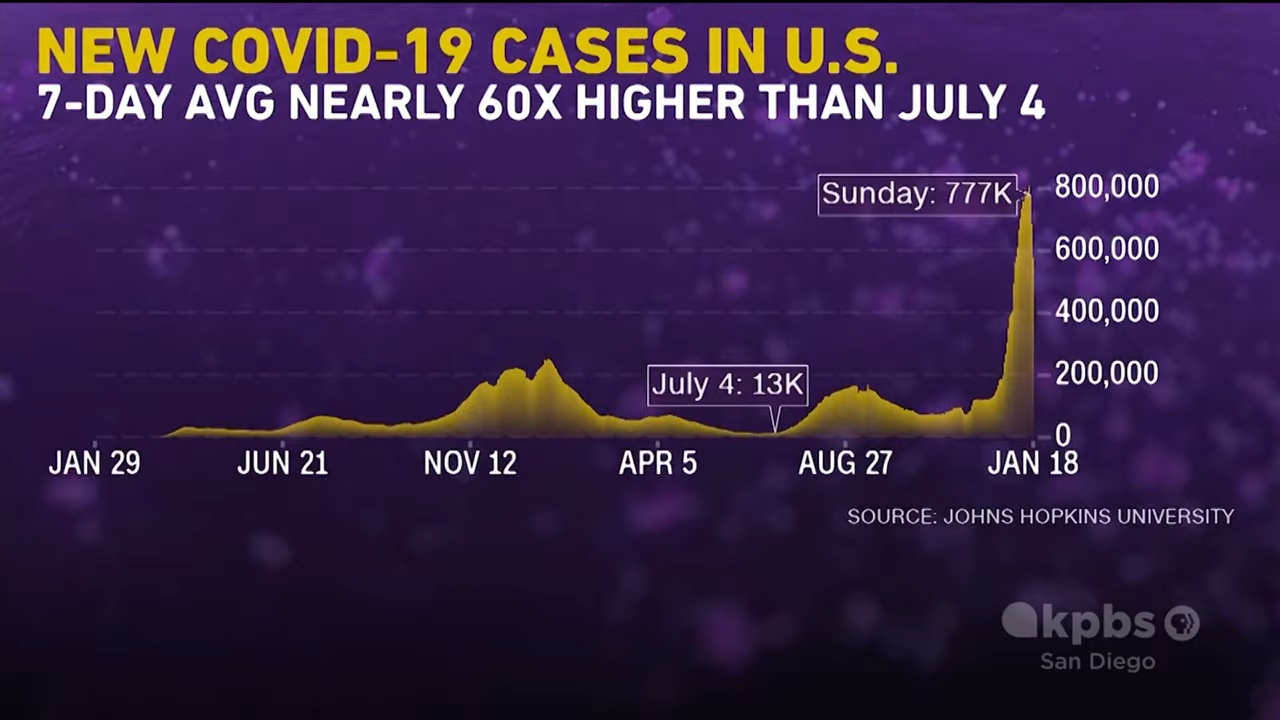 NEW COVID-19 CASES IN U.S.
7-DAY AVG NEARLY 60X HIGHER THAN JULY 4
Sunday: 777K
800,000
600,000
400,000
July 4: 13K
200,000
0
JAN 29
JUN 21
NOV 12
APR 5
AUG 27
JAN 18
SOURCE: JOHNS HOPKINS UNIVERSITY
kpbs
San Diego